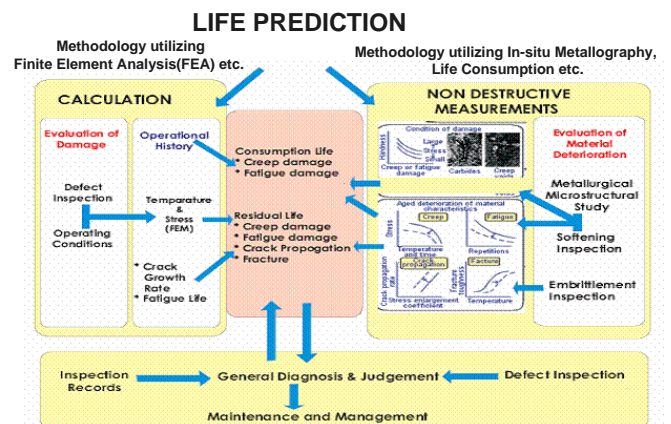 LIFE PREDICTION
Methodology utilizing
Finite Element Analysis(FEA) etc.
Methodology utilizing In-situ Metallography,
Life Consumption etc.
CALCULATION
Evaluation of
Damage
Defect
Inspection
Operating
Conditions
Operational
History
Temparature
&
Stress
(FEM)
* Crack
Growth
Rate
* Fatigue Life
Consumption Life
* Creep damage
* Fatigue damage
Residual Life
* Creep damage
* Fatigue damage
* Crack Propogation
* Fracture
NON DESTRUCTIVE
MEASUREMENTS
Condition of damage
Hardness
Large
Stress
Small
Creep or fatigue
damage
Carbides
Creep
Aged deterioration of material
characteristics
Stress
Creep
Temperature
and time
Fatigue
Repetitions
Crack propagation
rate
Crack
propagation
Stress enlargement
coefficient
Fracture
toughness
Fracture
Temperature
Evaluation
of Material
Deterioration
Metallurgical
Microstructural
Study
Softening
Inspection
Embrittlement
Inspection
Inspection
Records
General Diagnosis & Judgement
Defect Inspection
Maintenance and Management